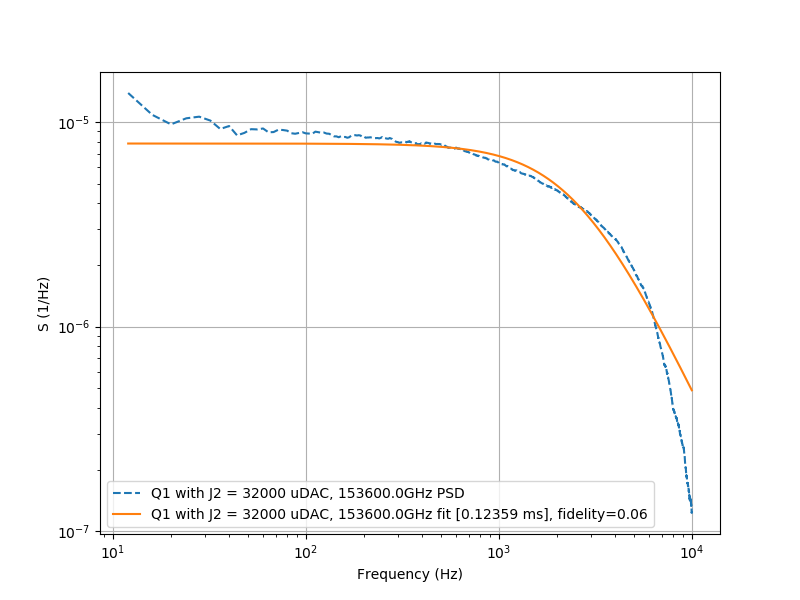 S (1/Hz)
10⁻⁵
10⁻⁶
10⁻⁷
Q1 with J2 = 32000 uDAC, 153600.0GHz PSD
Q1 with J2 = 32000 uDAC, 153600.0GHz fit [0.12359 ms], fidelity=0.06
10¹ 10² 10³ 10⁴
Frequency (Hz)